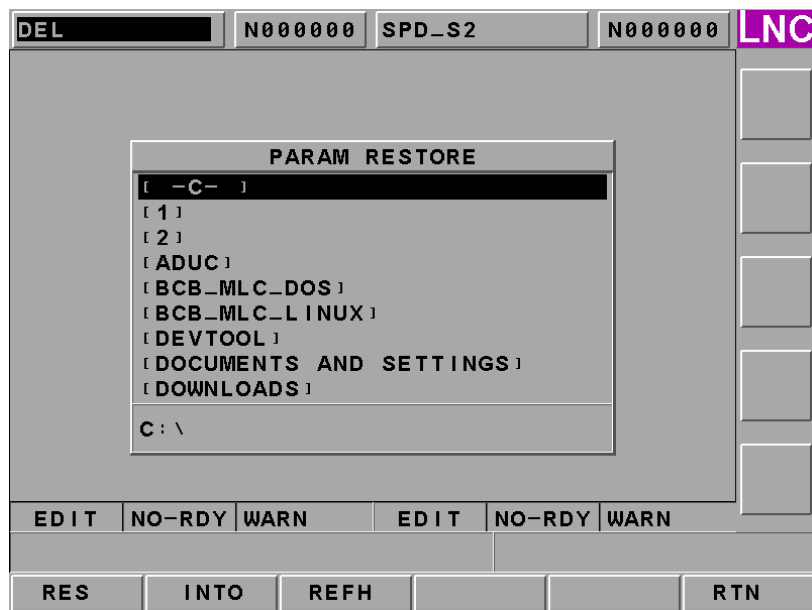 DEL N000000 SPD_S2 N000000 LNC
PARAM RESTORE
[ -C- ]
[1]
[2]
[ADUC]
[BCB_MLC_DOS]
[BCB_MLC_LINUX]
[DEVTOOL]
[DOCUMENTS AND SETTINGS]
[DOWNLOADS]
C:\
EDIT NO-RDY WARN EDIT NO-RDY WARN
RES INTO REFH RTN